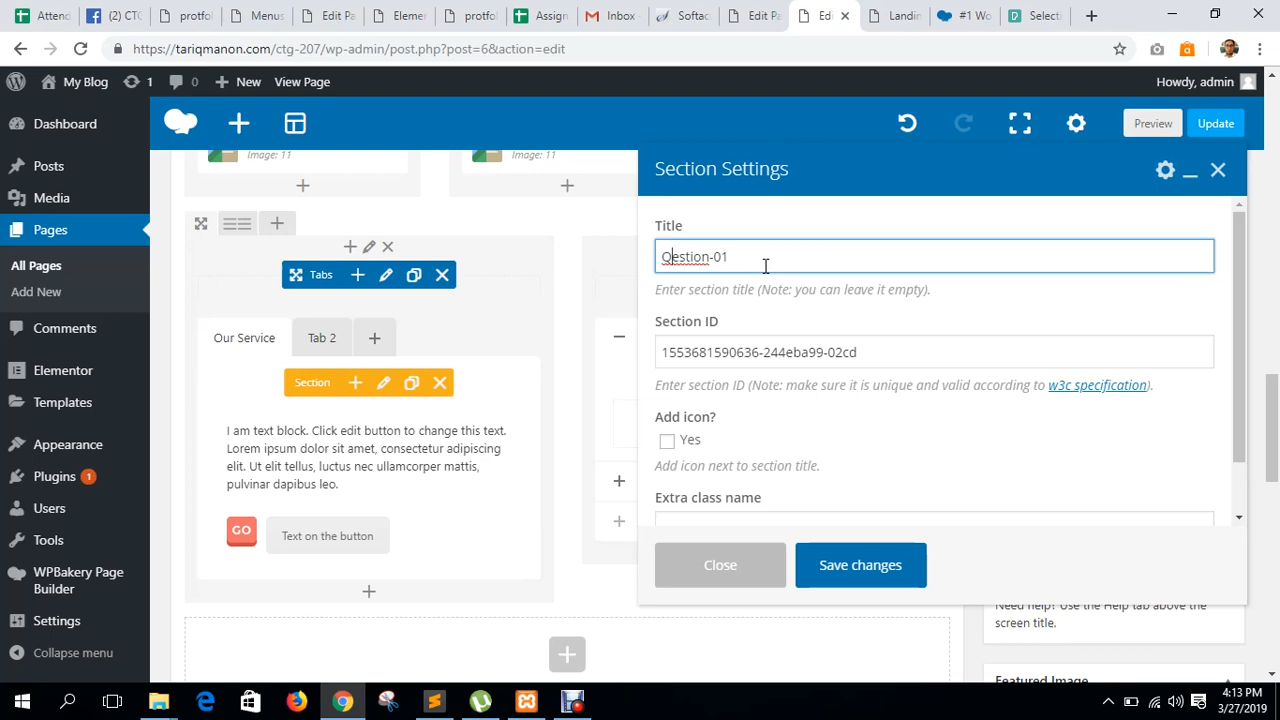 Attend
(2) CTG
protfol
Menus
Edit Pa
Elemer
protfol
Assign
Inbox -
Softac
Edit Pa
Edi
Landin
#1 Wo
Selecti
https://tariqmanon.com/ctg-207/wp-admin/post.php?post=6&action=edit
My Blog
1
0
New
View Page
Howdy, admin
Dashboard
Posts
Media
Pages
All Pages
Add New
Comments
Elementor
Templates
Appearance
Plugins 1
Users
Tools
WPBakery Page
Builder
Settings
Collapse menu
Preview
Update
Image: 11
Image: 11
Tabs
Our Service
Tab 2
Section
I am text block. Click edit button to change this text.
Lorem ipsum dolor sit amet, consectetur adipiscing
elit. Ut elit tellus, luctus nec ullamcorper mattis,
pulvinar dapibus leo.
GO
Text on the button
Section Settings
Title
Qestion-01
Enter section title (Note: you can leave it empty).
Section ID
1553681590636-244eba99-02cd
Enter section ID (Note: make sure it is unique and valid according to w3c specification).
Add icon?
Yes
Add icon next to section title.
Extra class name
Close
Save changes
Need help? Use the Help tab above the
screen title.
Featured Image
4:13 PM
3/27/2019